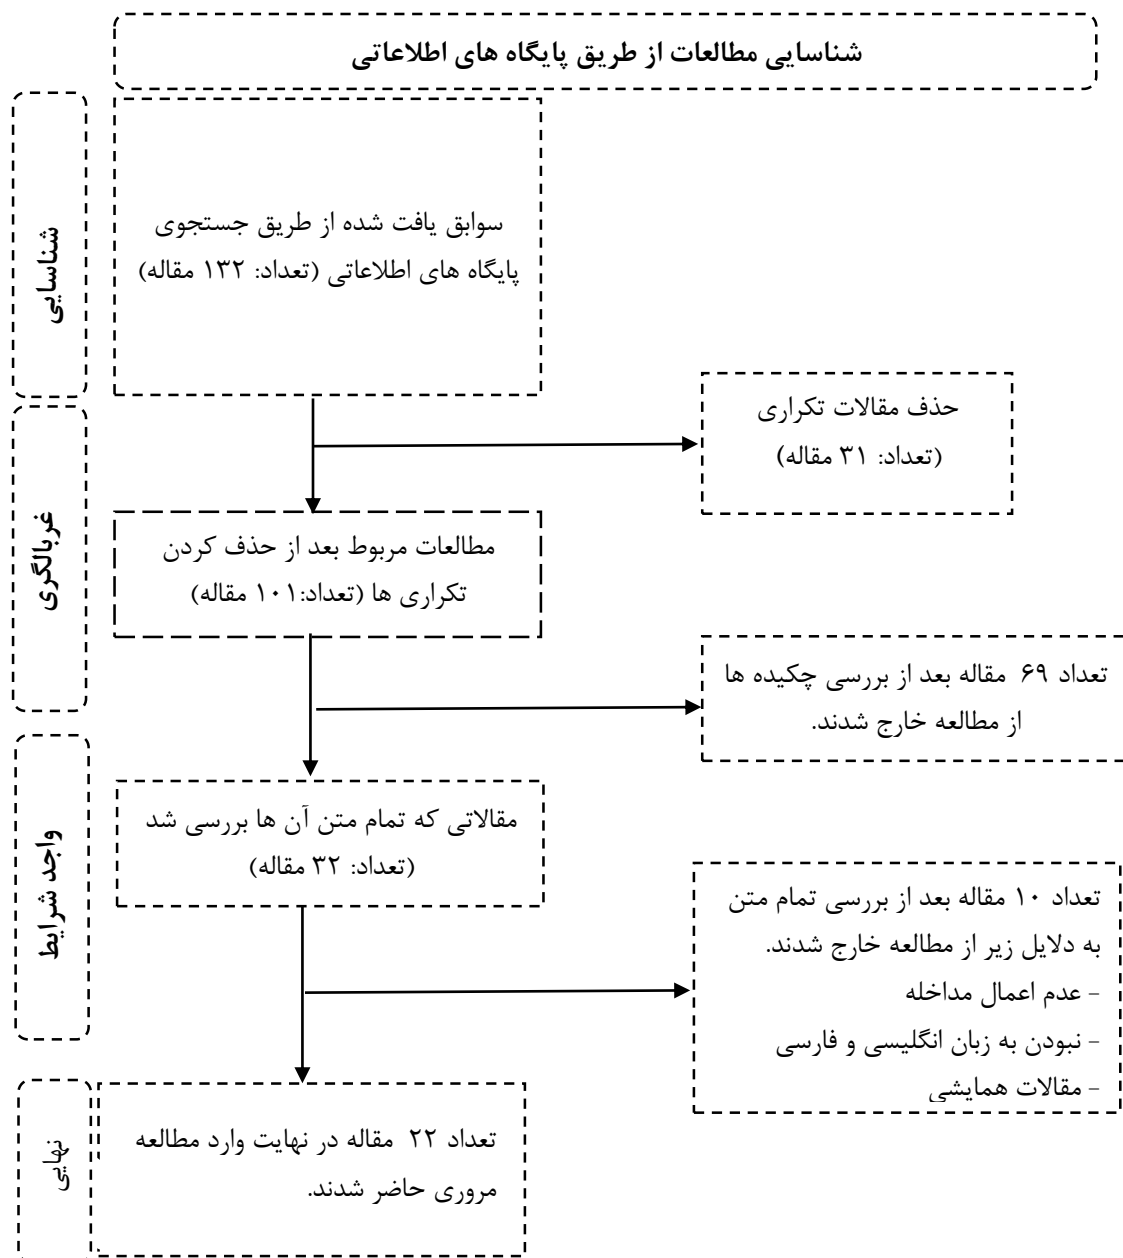 شناسایی مطالعات از طریق پایگاه های اطلاعاتی
شناسایی
سوابق یافت شده از طریق جستجوی
پایگاه های اطلاعاتی (تعداد: ۱۳۲ مقاله)
حذف مقالات تکراری
(تعداد: ۳۱ مقاله)
غربالگری
مطالعات مربوط بعد از حذف کردن
تکراری ها (تعداد:۱۰۱ مقاله)
تعداد ۶۹ مقاله بعد از بررسی چکیده ها
از مطالعه خارج شدند.
واجد شرایط
مقالاتی که تمام متن آن ها بررسی شد
(تعداد: ۳۲ مقاله)
تعداد ۱۰ مقاله بعد از بررسی تمام متن
به دلایل زیر از مطالعه خارج شدند.
- عدم اعمال مداخله
- نبودن به زبان انگلیسی و فارسی
- مقالات همایشی
نهایی
تعداد ۲۲ مقاله در نهایت وارد مطالعه
مروری حاضر شدند.